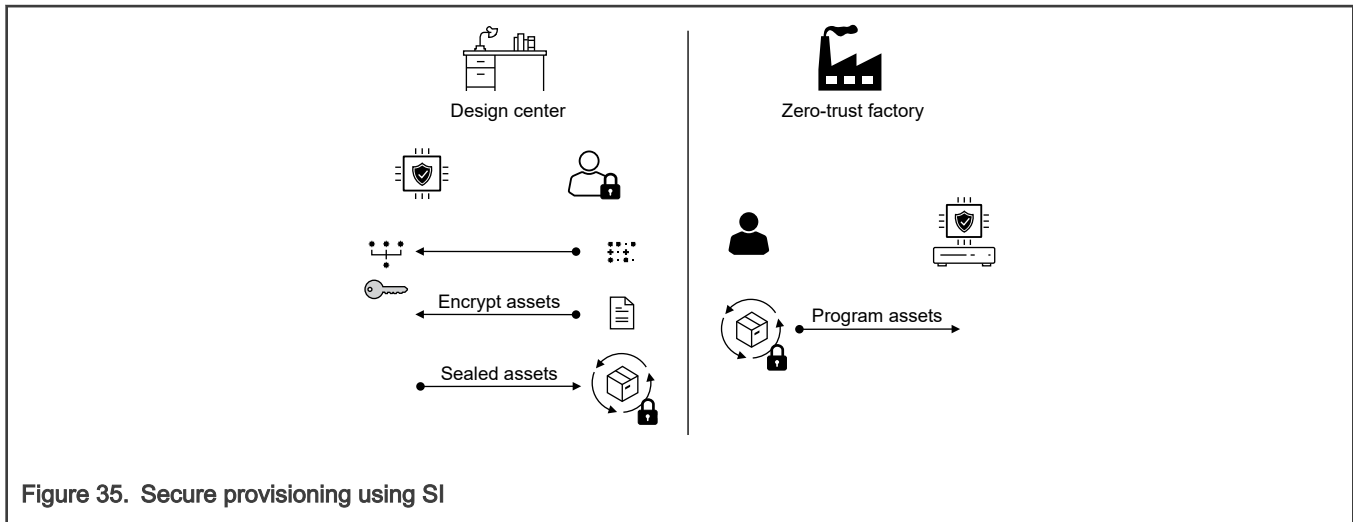 Design center
Zero-trust factory
Encrypt assets
Sealed assets
Program assets
Figure 35. Secure provisioning using SI